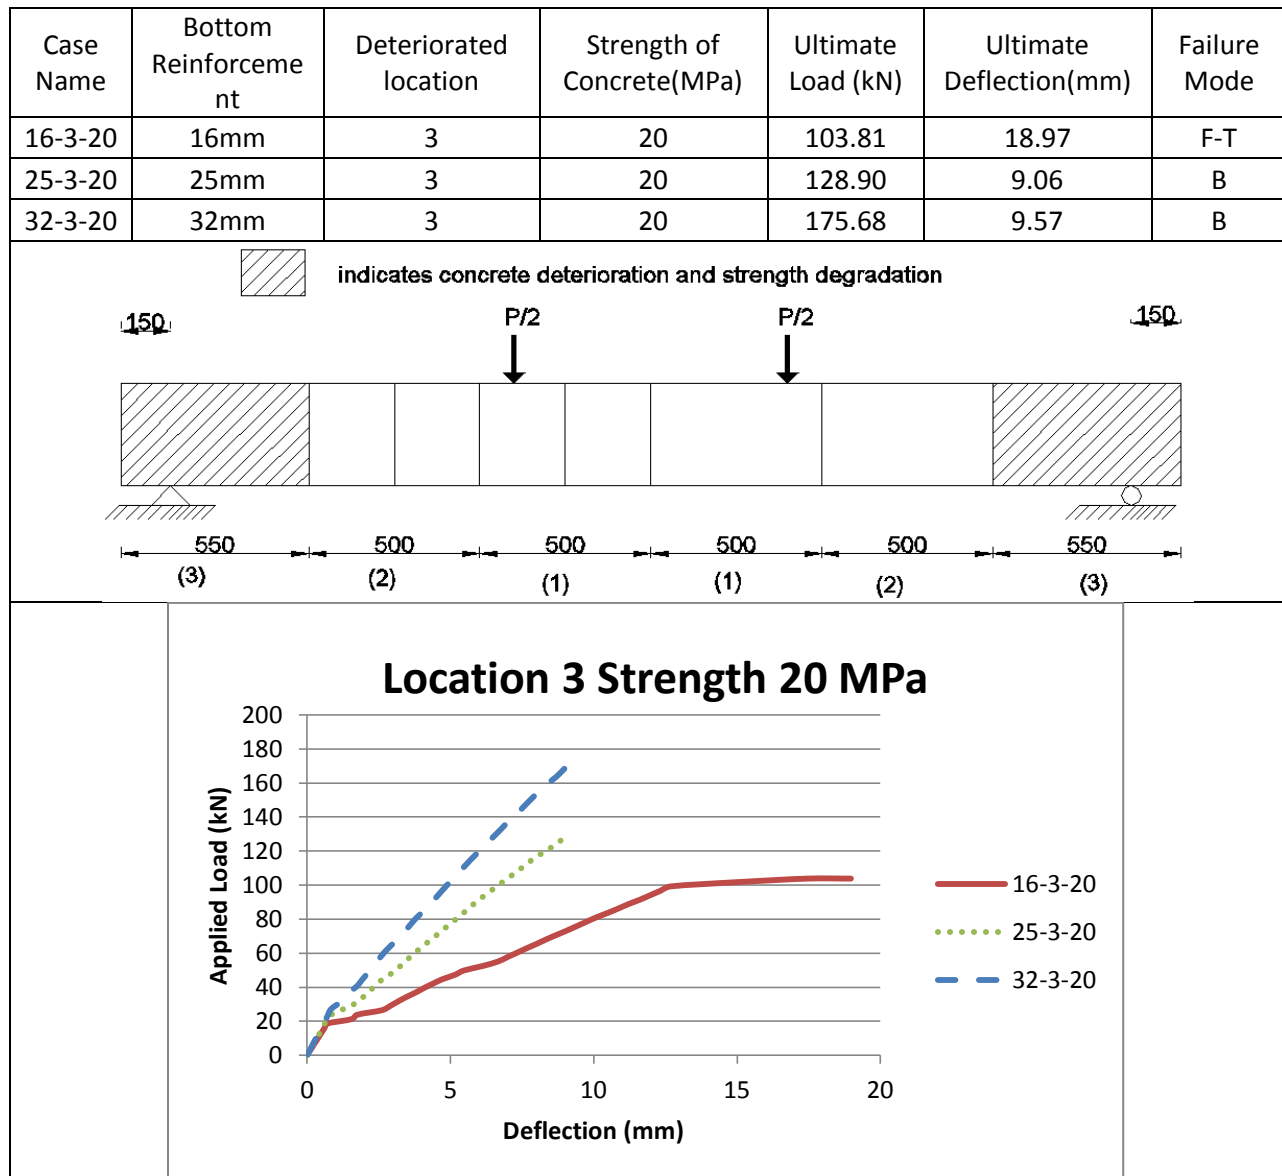 Case Name Bottom Reinforceme nt Deteriorated location Strength of Concrete(MPa) Ultimate Load (kN) Ultimate Deflection(mm) Failure Mode
16-3-20 16mm 3 20 103.81 18.97 F-T
25-3-20 25mm 3 20 128.90 9.06 B
32-3-20 32mm 3 20 175.68 9.57 B
indicates concrete deterioration and strength degradation
150 P/2 P/2 150
550 500 500 500 500 550
(3) (2) (1) (1) (2) (3)
Location 3 Strength 20 MPa
Applied Load (kN)
200
180
160
140
120
100
80
60
40
20
0
0 5 10 15 20
Deflection (mm)
16-3-20
25-3-20
32-3-20